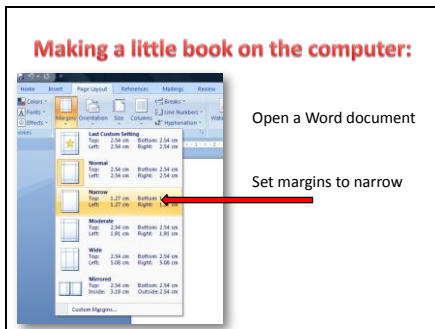 Making a little book on the computer:
Home Insert Page Layout References Mailings Review
Colors Breaks
Fonts Line Numbers
Effects Margins Orientation Size Columns Hyphenation
Open a Word document
Last Custom Setting
Top: 2.54 cm Bottom: 2.54 cm
Left: 2.54 cm Right: 2.54 cm
Normal
Top: 2.54 cm Bottom: 2.54 cm
Left: 2.54 cm Right: 2.54 cm
Set margins to narrow
Narrow
Top: 1.27 cm Bottom:
Left: 1.27 cm Right:
Moderate
Top: 2.54 cm Bottom: 2.54 cm
Left: 1.91 cm Right: 1.91 cm
Wide
Top: 2.54 cm Bottom: 2.54 cm
Left: 5.08 cm Right: 5.08 cm
Mirrored
Top: 2.54 cm Bottom: 2.54 cm
Inside: 3.18 cm Outside: 2.54 cm
Custom Margins...